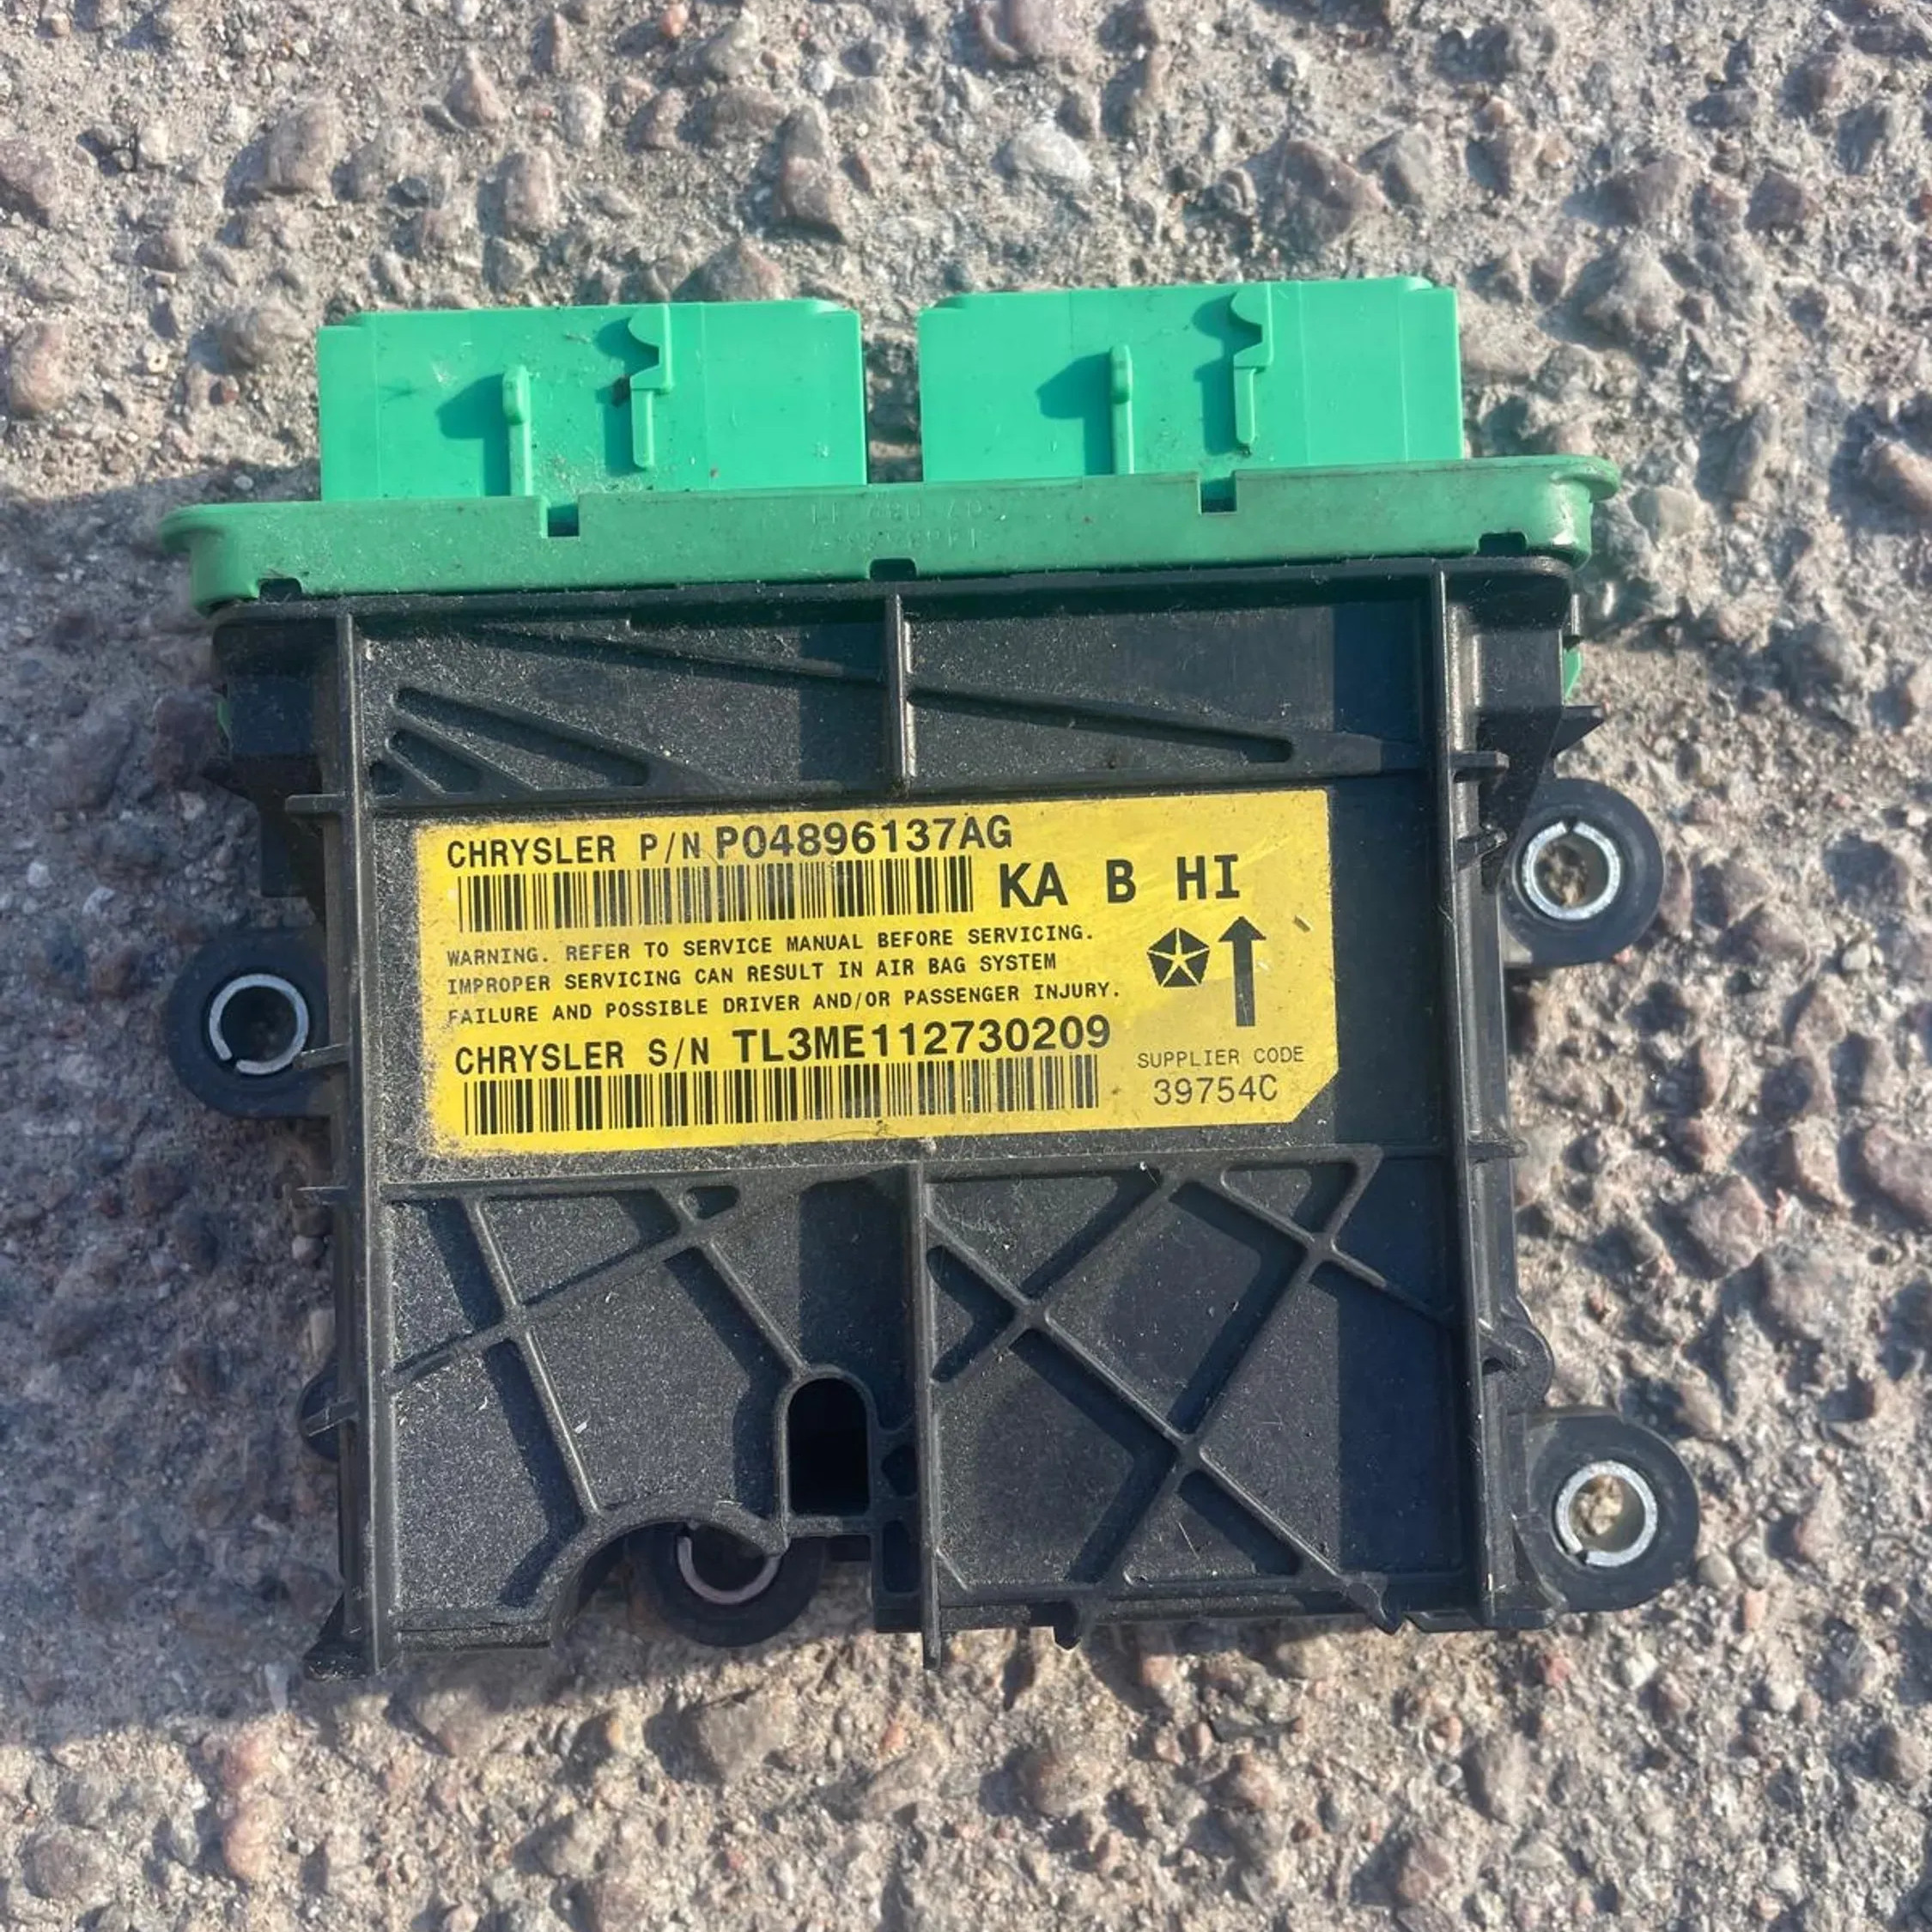 CHRYSLER P/N P04896137AG
KA B HI
WARNING. REFER TO SERVICE MANUAL BEFORE SERVICING.
IMPROPER SERVICING CAN RESULT IN AIR BAG SYSTEM
FAILURE AND POSSIBLE DRIVER AND/OR PASSENGER INJURY.
CHRYSLER S/N TL3ME112730209
SUPPLIER CODE
39754C